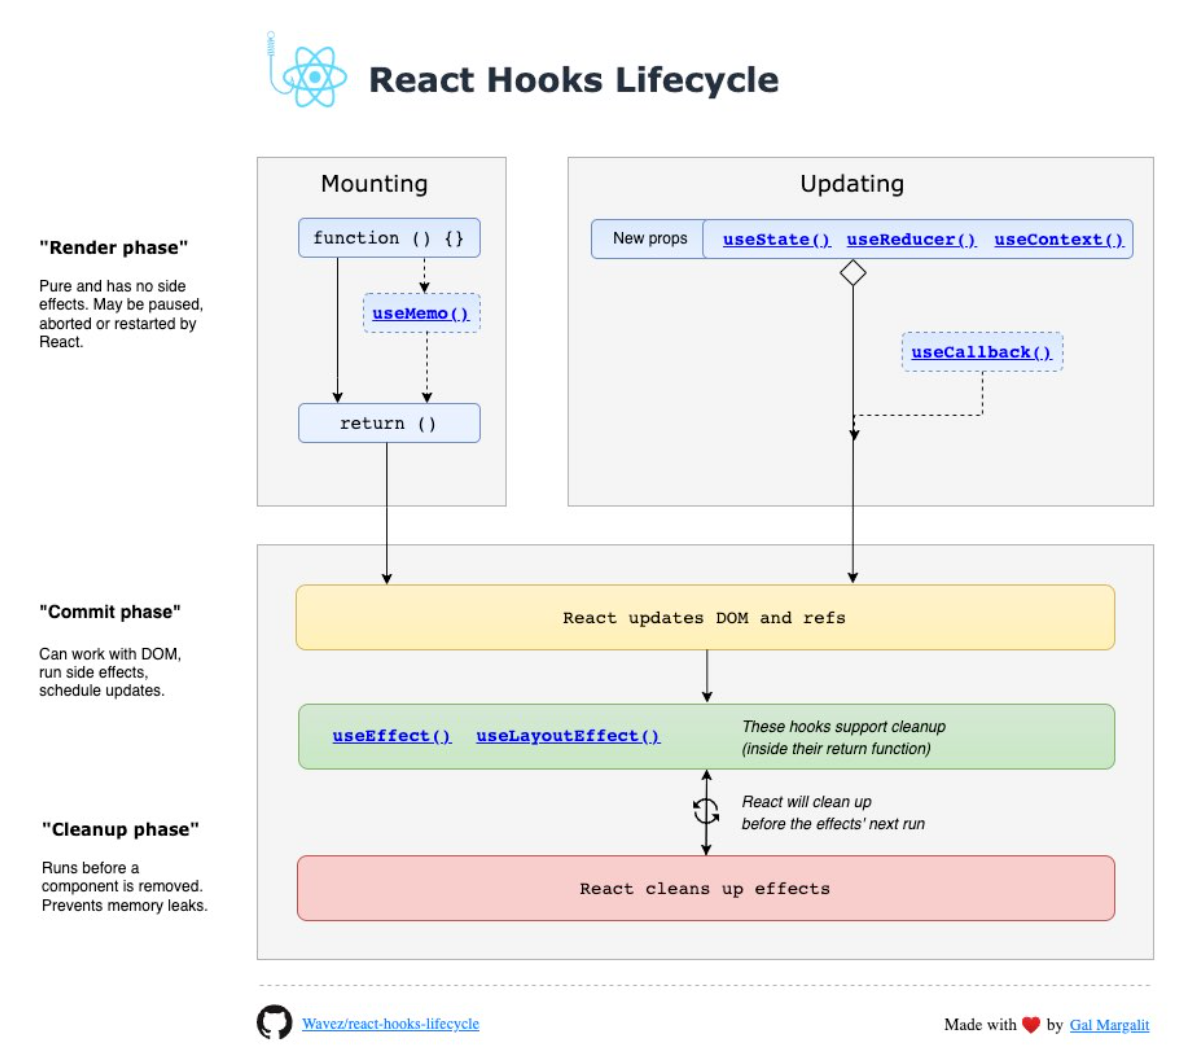 React Hooks Lifecycle
Mounting
Updating
"Render phase"
Pure and has no side
effects. May be paused,
aborted or restarted by
React.
function () {}
useMemo()
return ()
New props
useState() useReducer() useContext()
useCallback()
"Commit phase"
Can work with DOM,
run side effects,
schedule updates.
React updates DOM and refs
useEffect() useLayoutEffect()
These hooks support cleanup
(inside their return function)
React will clean up
before the effects' next run
"Cleanup phase"
Runs before a
component is removed.
Prevents memory leaks.
React cleans up effects
Wavez/react-hooks-lifecycle
Made with ❤️ by Gal Margalit